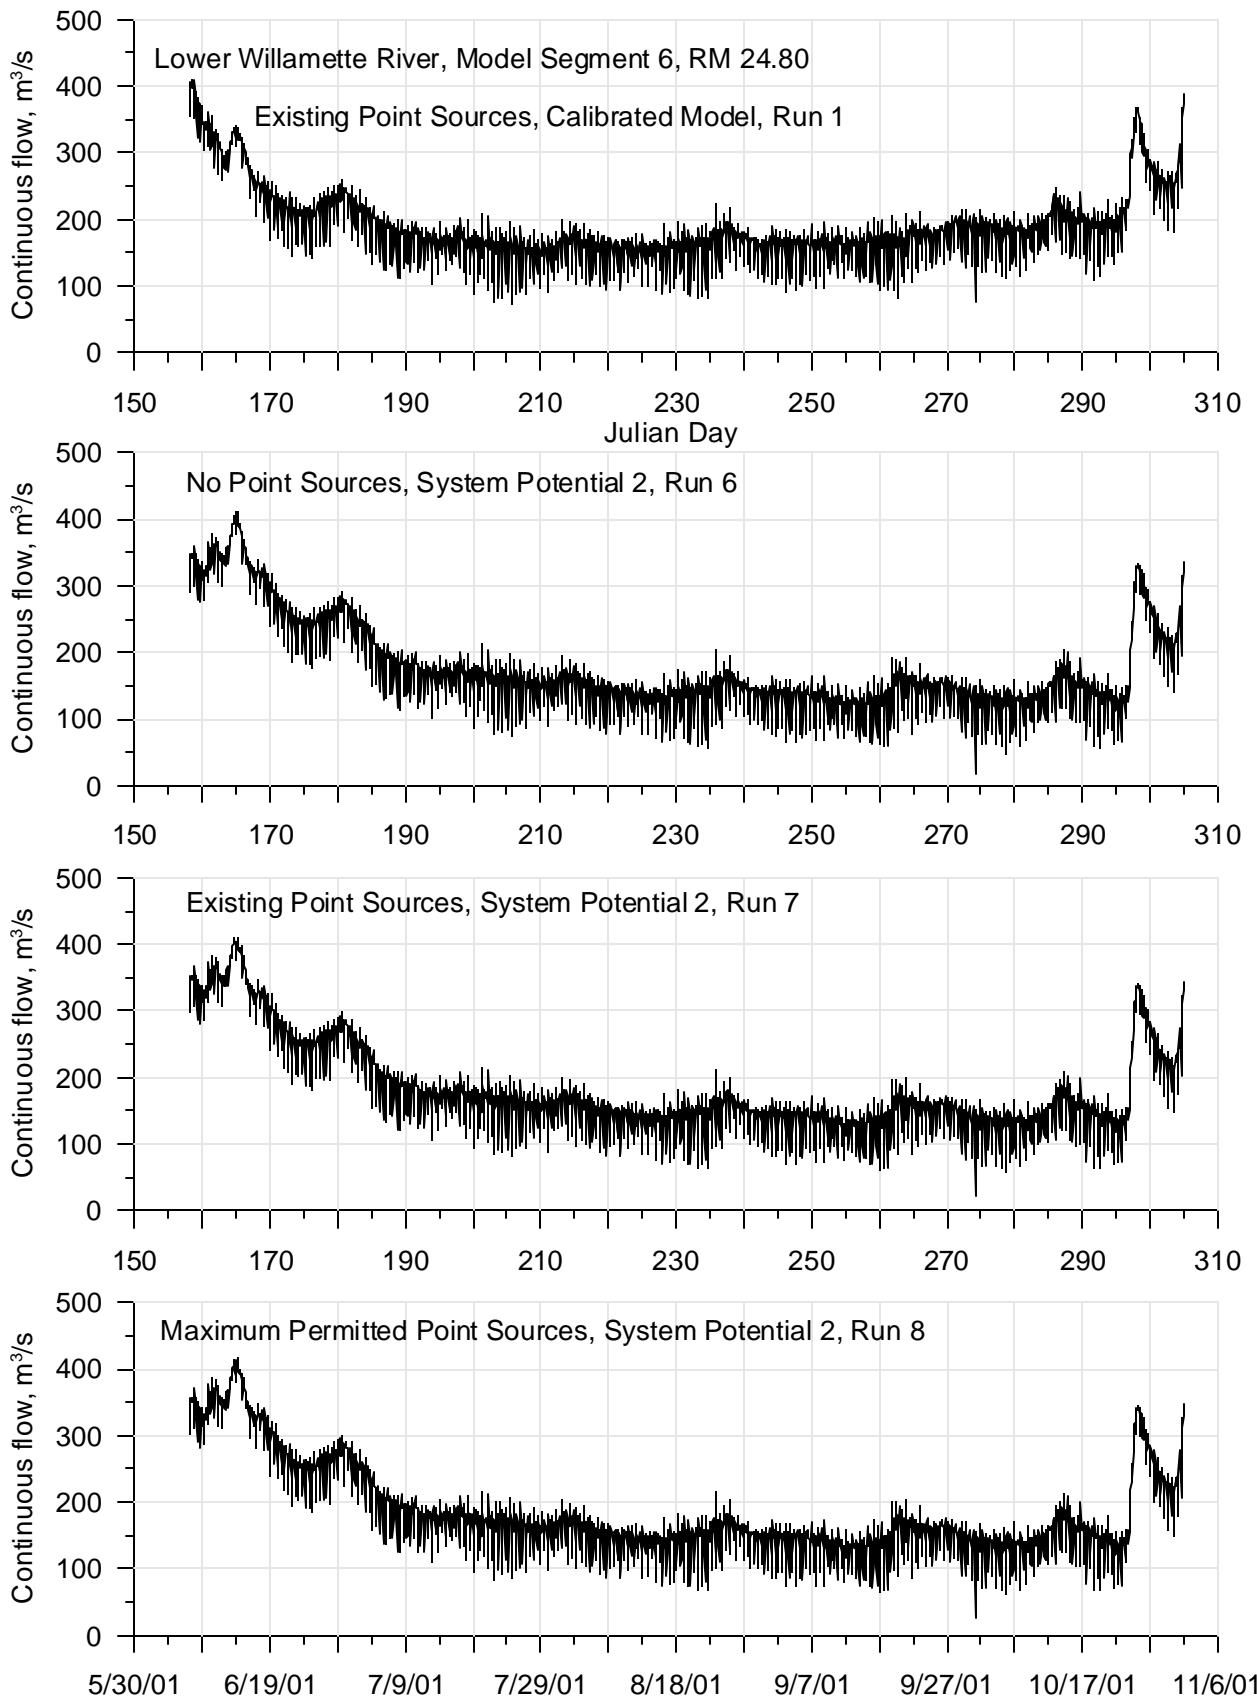 500
Lower Willamette River, Model Segment 6, RM 24.80
400
Existing Point Sources, Calibrated Model, Run 1
300
200
100
0
Continuous flow, m³/s
150 170 190 210 230 250 270 290 310
Julian Day
500
No Point Sources, System Potential 2, Run 6
400
300
200
100
0
Continuous flow, m³/s
150 170 190 210 230 250 270 290 310
500
Existing Point Sources, System Potential 2, Run 7
400
300
200
100
0
Continuous flow, m³/s
150 170 190 210 230 250 270 290 310
500
Maximum Permitted Point Sources, System Potential 2, Run 8
400
300
200
100
0
Continuous flow, m³/s
5/30/01 6/19/01 7/9/01 7/29/01 8/18/01 9/7/01 9/27/01 10/17/01 11/6/01